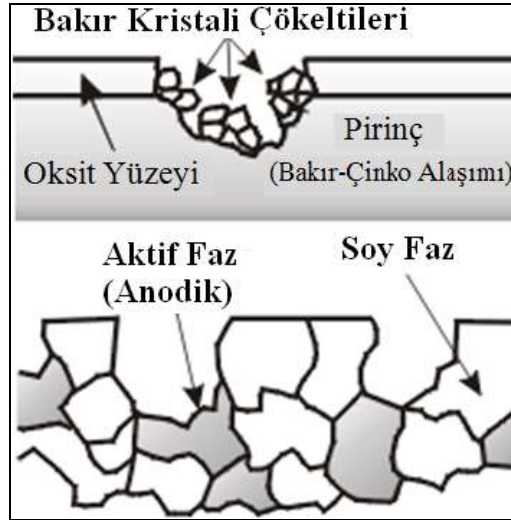 Bakır Kristali Çökeltileri
Pirinç
Oksit Yüzeyi
(Bakır-Çinko Alaşımı)
Aktif Faz
(Anodik)
Soy Faz